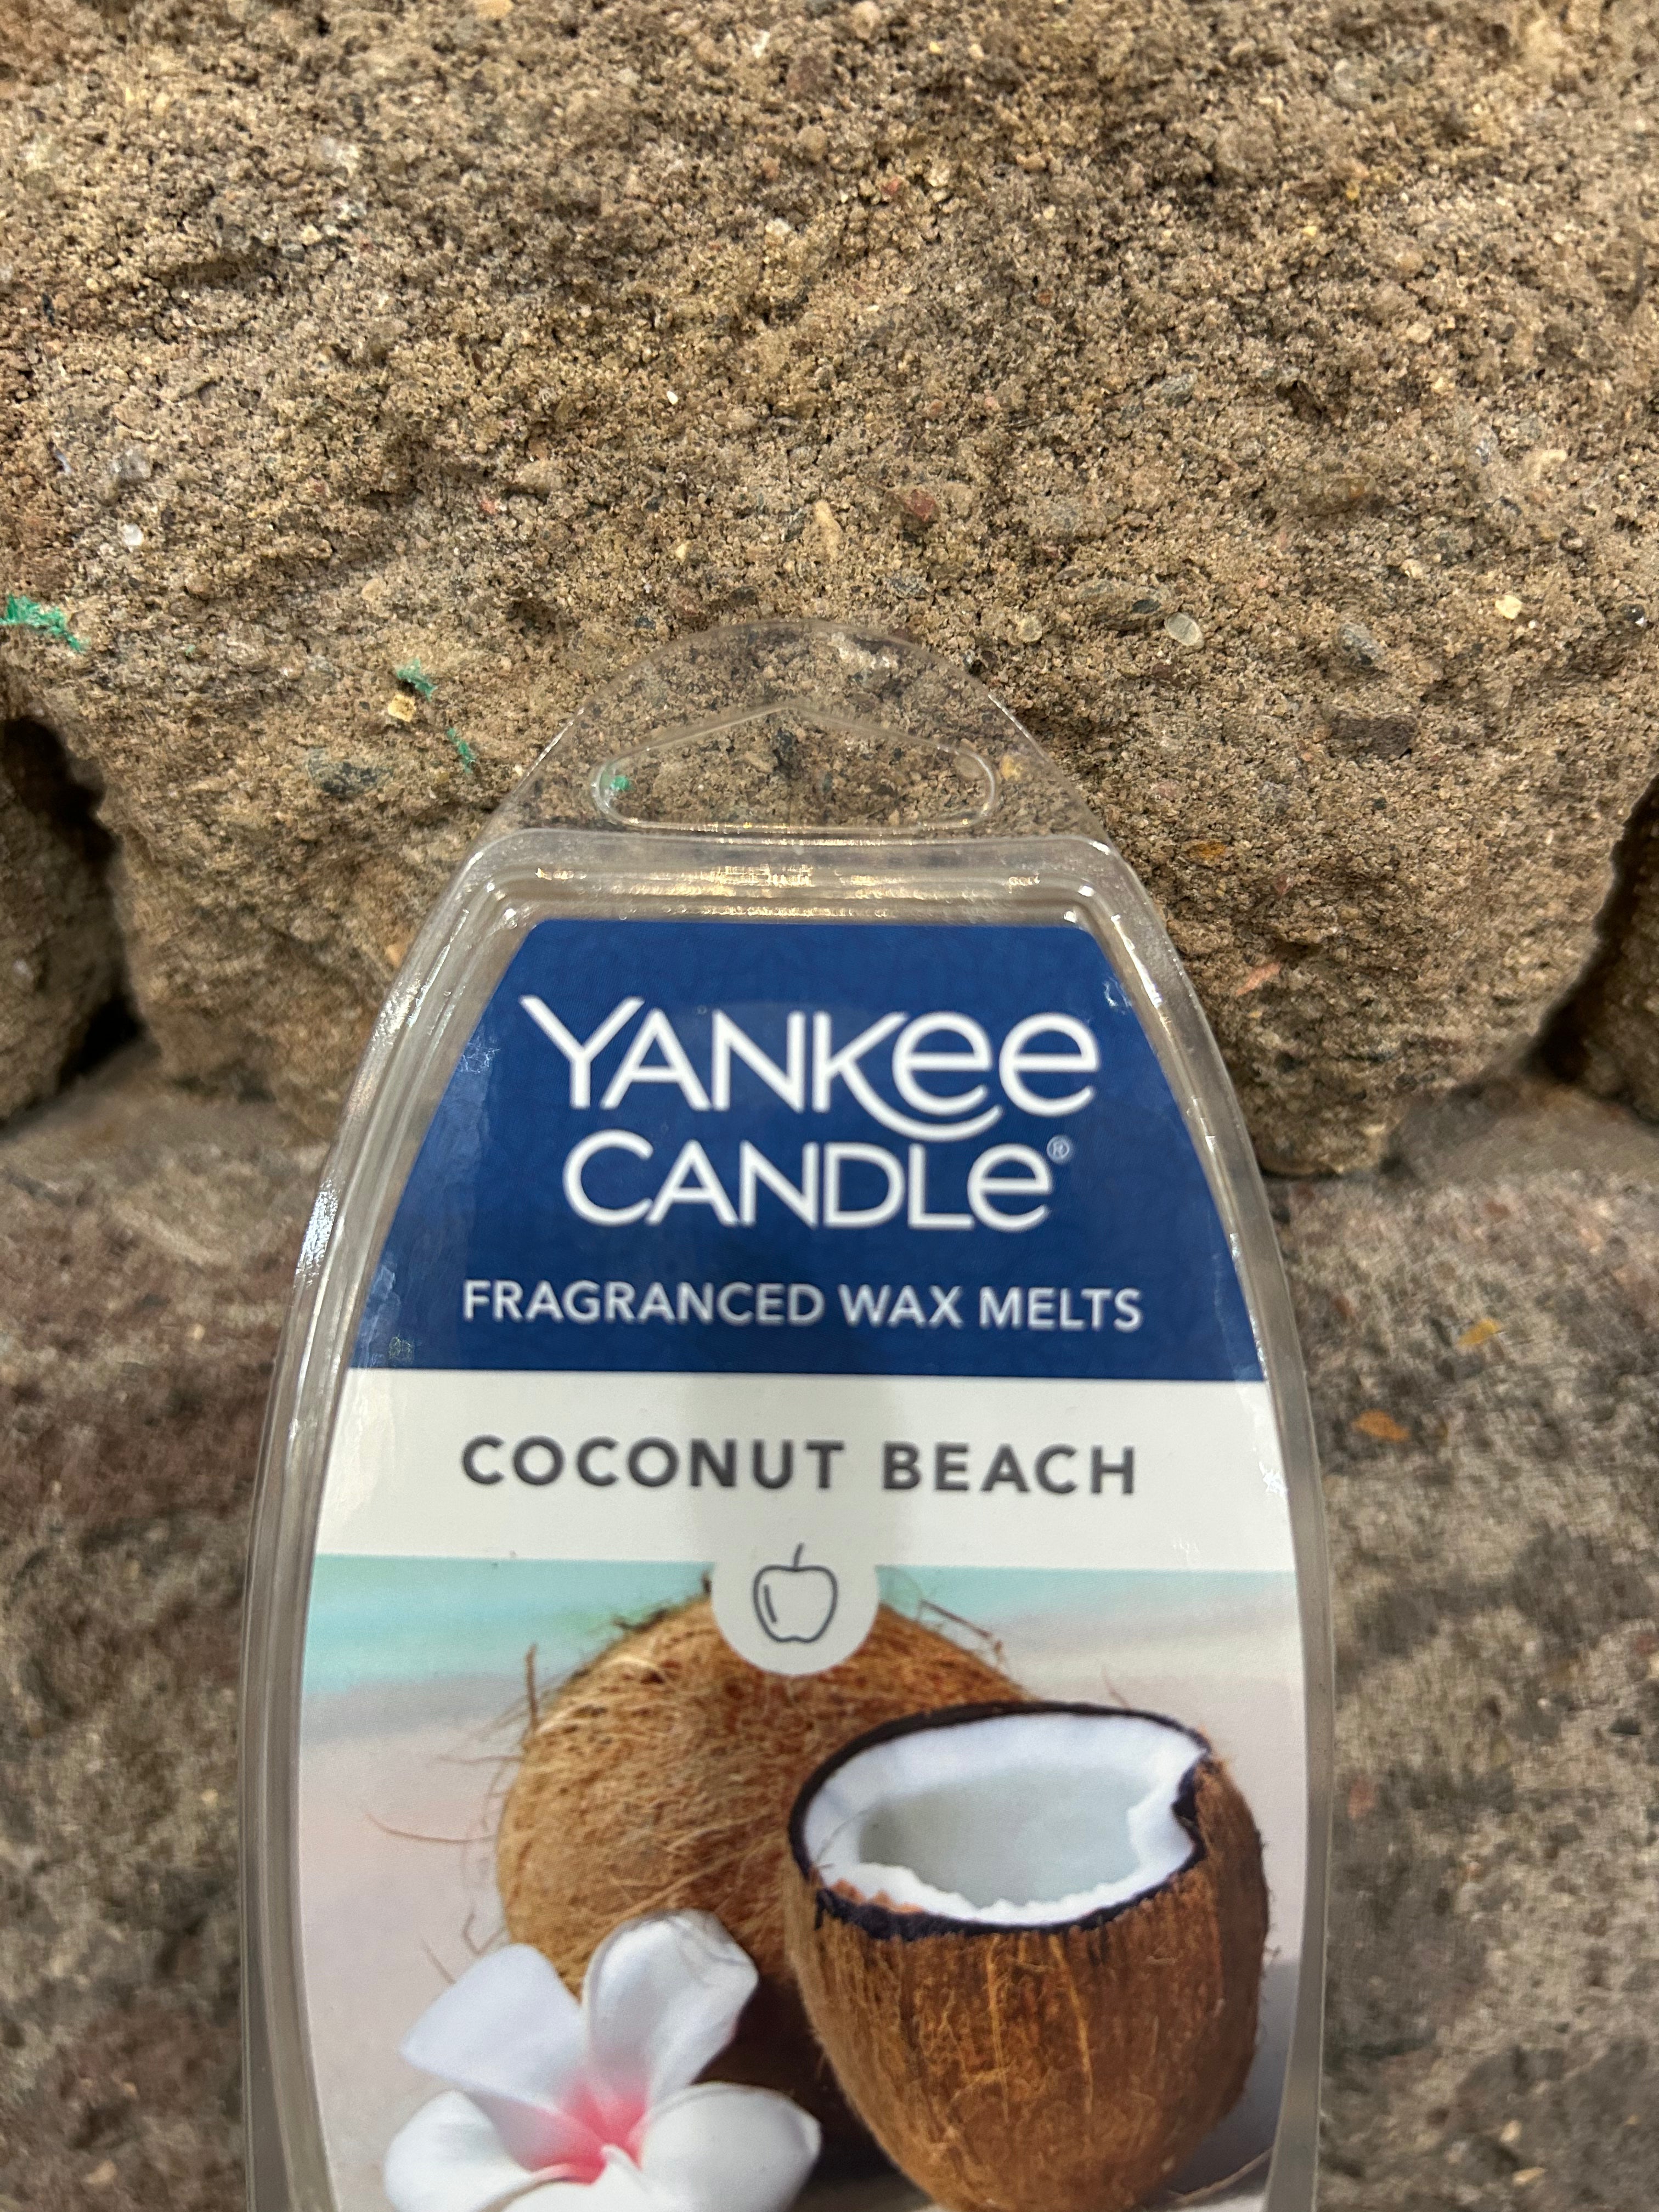 YANKee
CANDLe®
FRAGRANCED WAX MELTS
COCONUT BEACH